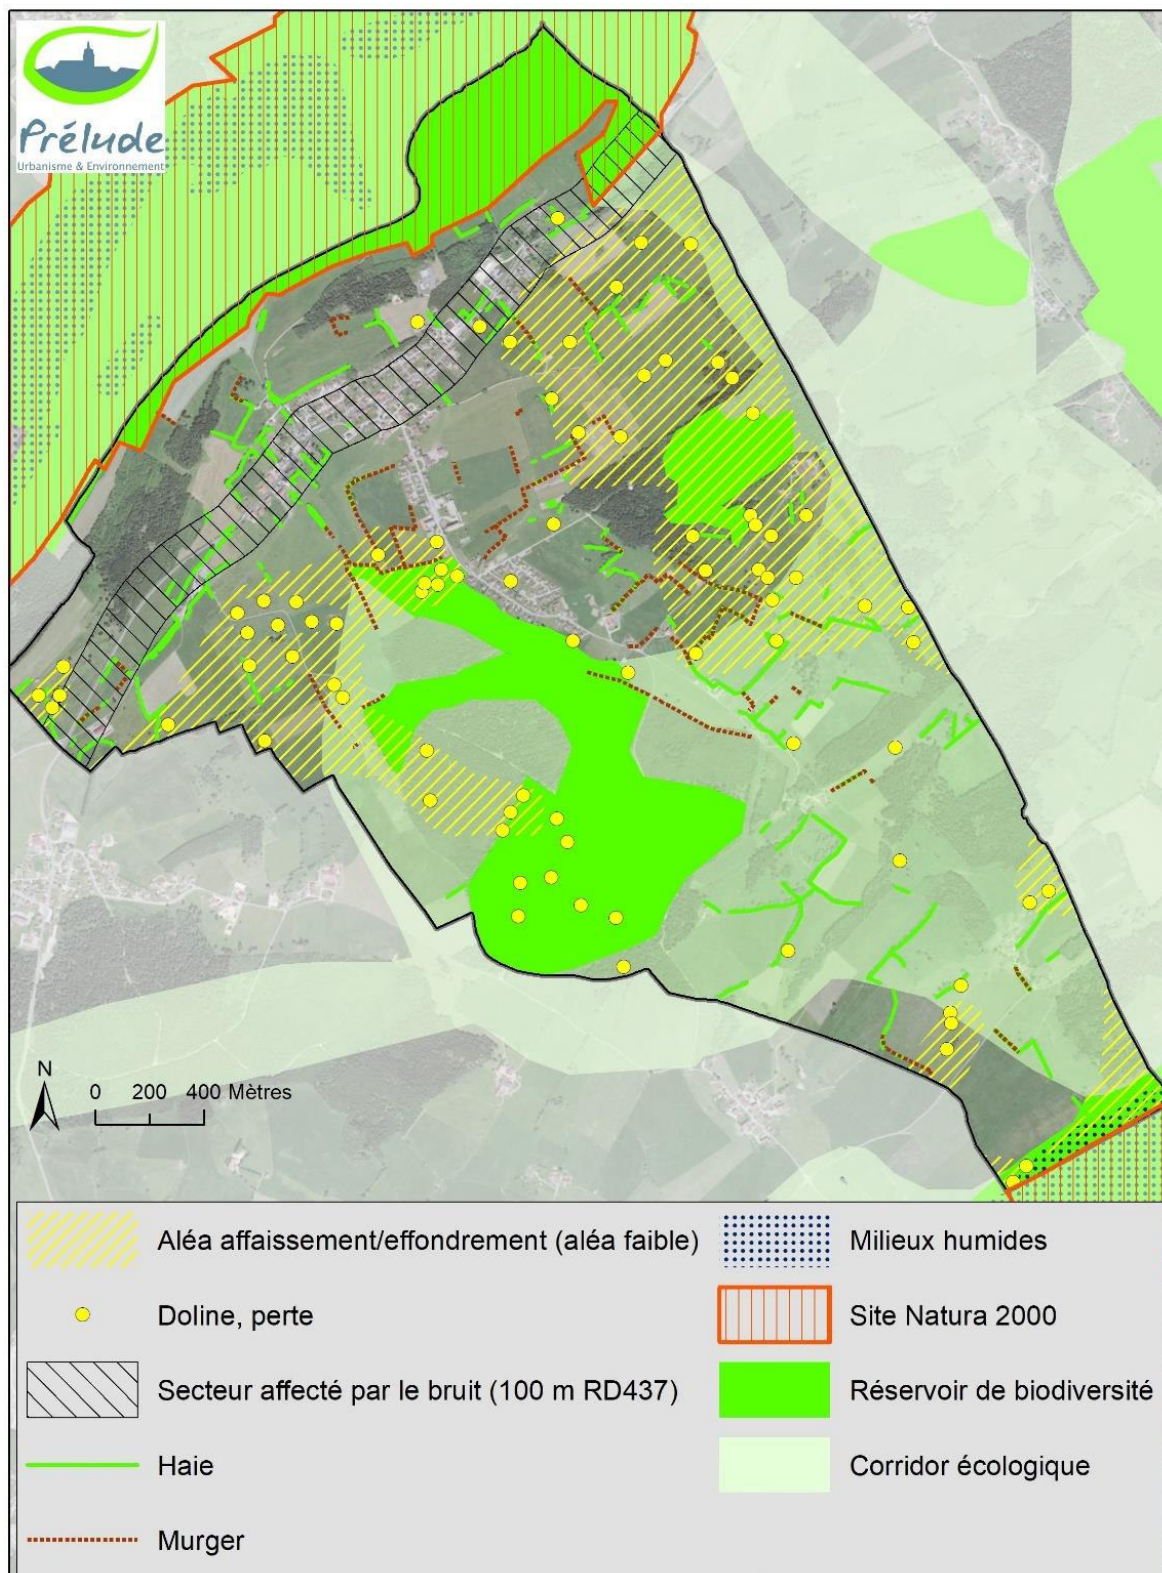 Prélude
Urbanisme & Environnement
N
0 200 400 Mètres
Aléa affaissement/effondrement (aléa faible)
Doline, perte
Secteur affecté par le bruit (100 m RD437)
Haie
Murger
Milieux humides
Site Natura 2000
Réservoir de biodiversité
Corridor écologique